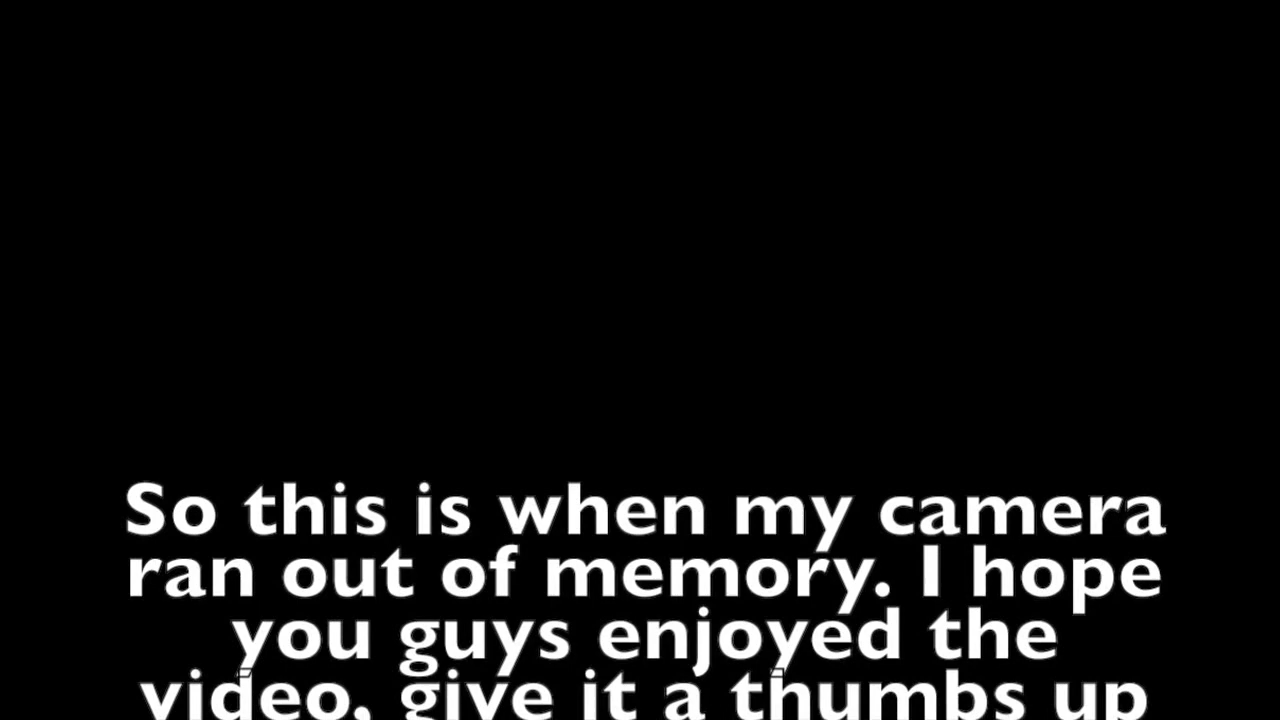 So this is when my camera
ran out of memory. I hope
you guys enjoyed the
video, give it a thumbs up